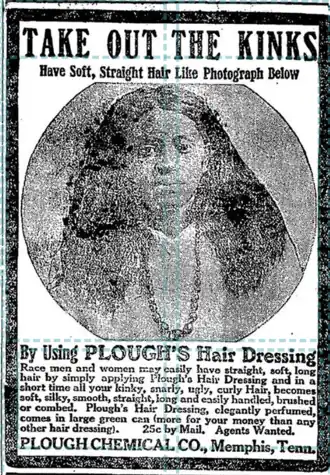 TAKE OUT THE KINKS
Have Soft, Straight Hair Like Photograph Below
By Using PLOUGH'S Hair Dressing
Race men and women may easily have straight, soft, long
hair by simply applying Plough's Hair Dressing and in a
short time all your kinky, snarly, ugly, curly Hair, becomes
soft, silky, smooth, straight, long and easily handled, brushed
or combed. Plough's Hair Dressing, elegantly perfumed,
comes in large green can (more for your money than any
other hair dressing). 25c by Mail. Agents Wanted.
PLOUGH CHEMICAL CO., Memphis, Tenn.